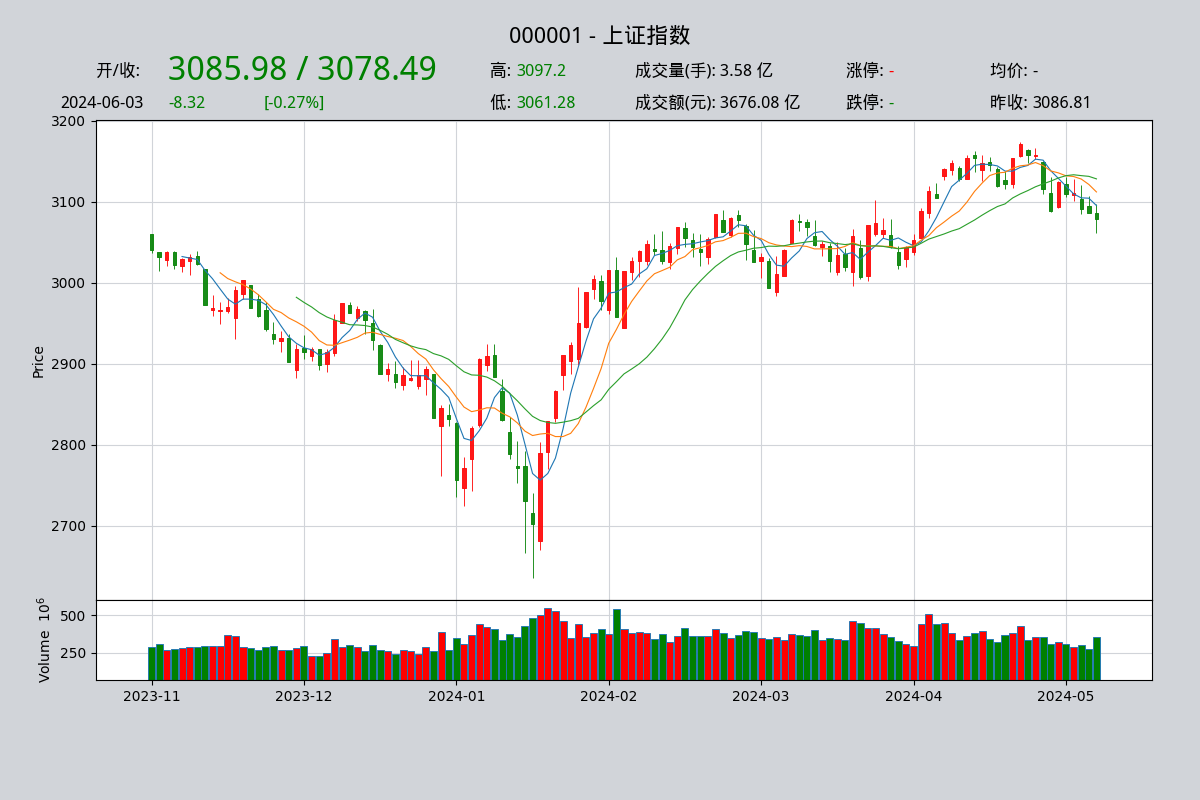 000001 - 上证指数
开/收: 3085.98 / 3078.49 高: 3097.2 成交量(手): 3.58 亿 涨停: - 均价: -
2024-06-03 -8.32 [-0.27%] 低: 3061.28 成交额(元): 3676.08 亿 跌停: - 昨收: 3086.81
3200
3100
3000
2900
2800
2700
Price
500
250
Volume 10⁶
2023-11 2023-12 2024-01 2024-02 2024-03 2024-04 2024-05